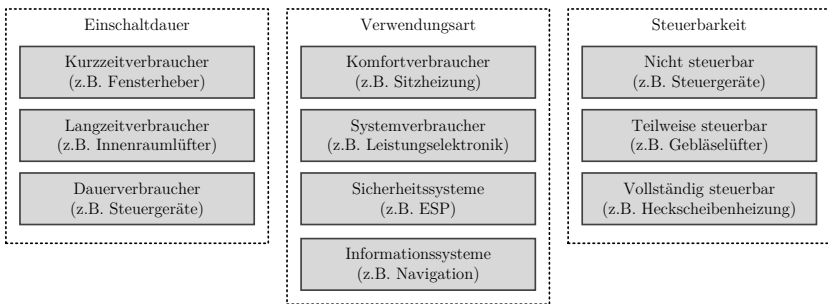 Einschaltdauer
Kurzzeitverbraucher
(z.B. Fensterheber)
Langzeitverbraucher
(z.B. Innenraumlüfter)
Dauerverbraucher
(z.B. Steuergeräte)
Verwendungsart
Komfortverbraucher
(z.B. Sitzheizung)
Systemverbraucher
(z.B. Leistungselektronik)
Sicherheitssysteme
(z.B. ESP)
Informationssysteme
(z.B. Navigation)
Steuerbarkeit
Nicht steuerbar
(z.B. Steuergeräte)
Teilweise steuerbar
(z.B. Gebläselüfter)
Vollständig steuerbar
(z.B. Heckscheibenheizung)